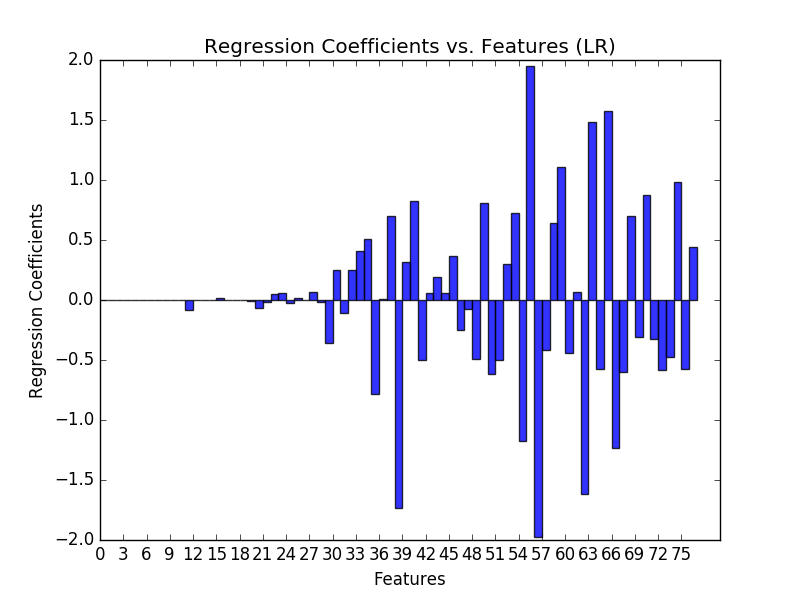 Regression Coefficients vs. Features (LR)
2.0
1.5
1.0
0.5
0.0
−0.5
−1.0
−1.5
−2.0
Regression Coefficients
0 3 6 9 12 15 18 21 24 27 30 33 36 39 42 45 48 51 54 57 60 63 66 69 72 75
Features